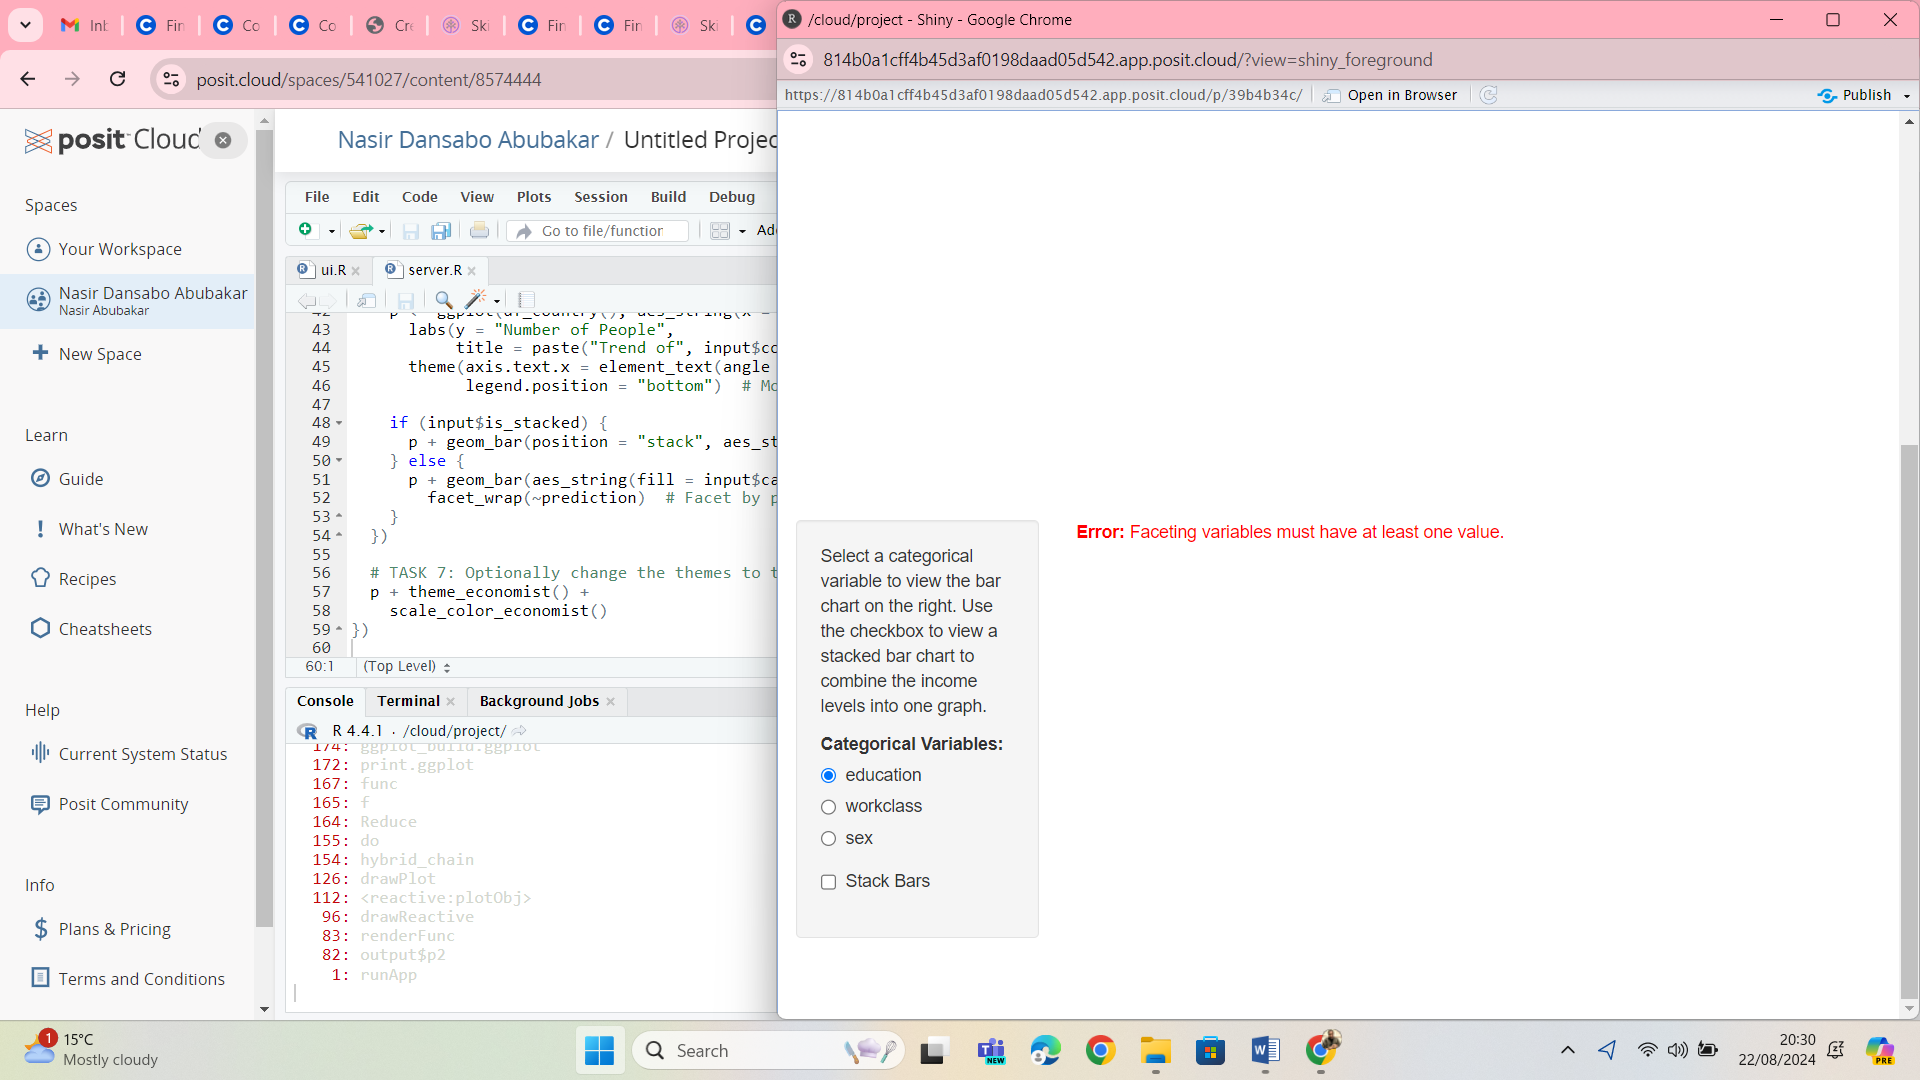 Inb
Fin
Co
Co
Cre
Ski
Fin
Fin
Ski
posit.cloud/spaces/541027/content/8574444
posit Cloud
Spaces
Your Workspace
Nasir Dansabo Abubakar
Nasir Abubakar
New Space
Learn
Guide
What's New
Recipes
Cheatsheets
Help
Current System Status
Posit Community
Info
Plans & Pricing
Terms and Conditions
Nasir Dansabo Abubakar / Untitled Projec
File Edit Code View Plots Session Build Debug
Go to file/function
Add
ui.R
server.R
43 labs(y = "Number of People",
44 title = paste("Trend of", input$co
45 theme(axis.text.x = element_text(angle
46 legend.position = "bottom") # Mo
47
48 if (input$is_stacked) {
49 p + geom_bar(position = "stack", aes_st
50 } else {
51 p + geom_bar(aes_string(fill = input$ca
52 facet_wrap(~prediction) # Facet by p
53 }
54 })
55
56 # TASK 7: Optionally change the themes to t
57 p + theme_economist() +
58 scale_color_economist()
59 })
60
60:1 (Top Level)
Console Terminal Background Jobs
R 4.4.1 · /cloud/project/
174: ggplot_build.ggplot
172: print.ggplot
167: func
165: f
164: Reduce
155: do
154: hybrid_chain
126: drawPlot
112: <reactive:plotObj>
96: drawReactive
83: renderFunc
82: output$p2
1: runApp
/cloud/project - Shiny - Google Chrome
814b0a1cff4b45d3af0198daad05d542.app.posit.cloud/?view=shiny_foreground
https://814b0a1cff4b45d3af0198daad05d542.app.posit.cloud/p/39b4b34c/
Open in Browser
Publish
Select a categorical
variable to view the bar
chart on the right. Use
the checkbox to view a
stacked bar chart to
combine the income
levels into one graph.
Categorical Variables:
education
workclass
sex
Stack Bars
Error: Faceting variables must have at least one value.
1
15°C
Mostly cloudy
Search
NEW
20:30
22/08/2024
PRE